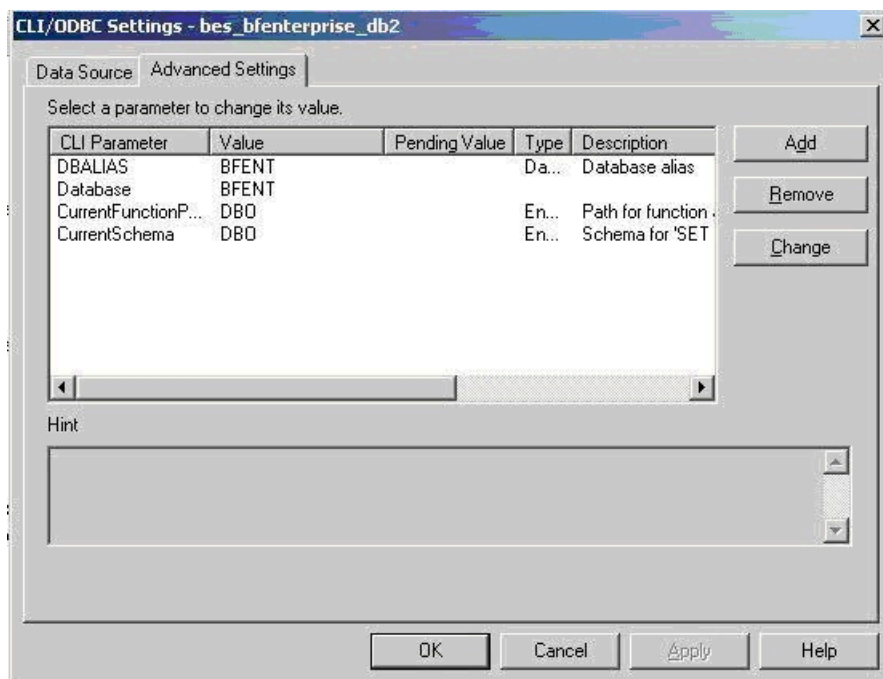 CLI/ODBC Settings - bes_bfenterprise_db2
Data Source Advanced Settings
Select a parameter to change its value.
CLI Parameter Value Pending Value Type Description
DBALIAS BFENT Da... Database alias
Database BFENT
CurrentFunctionP... DBO En... Path for function
CurrentSchema DBO En... Schema for 'SET
Add
Remove
Change
Hint
OK Cancel Apply Help